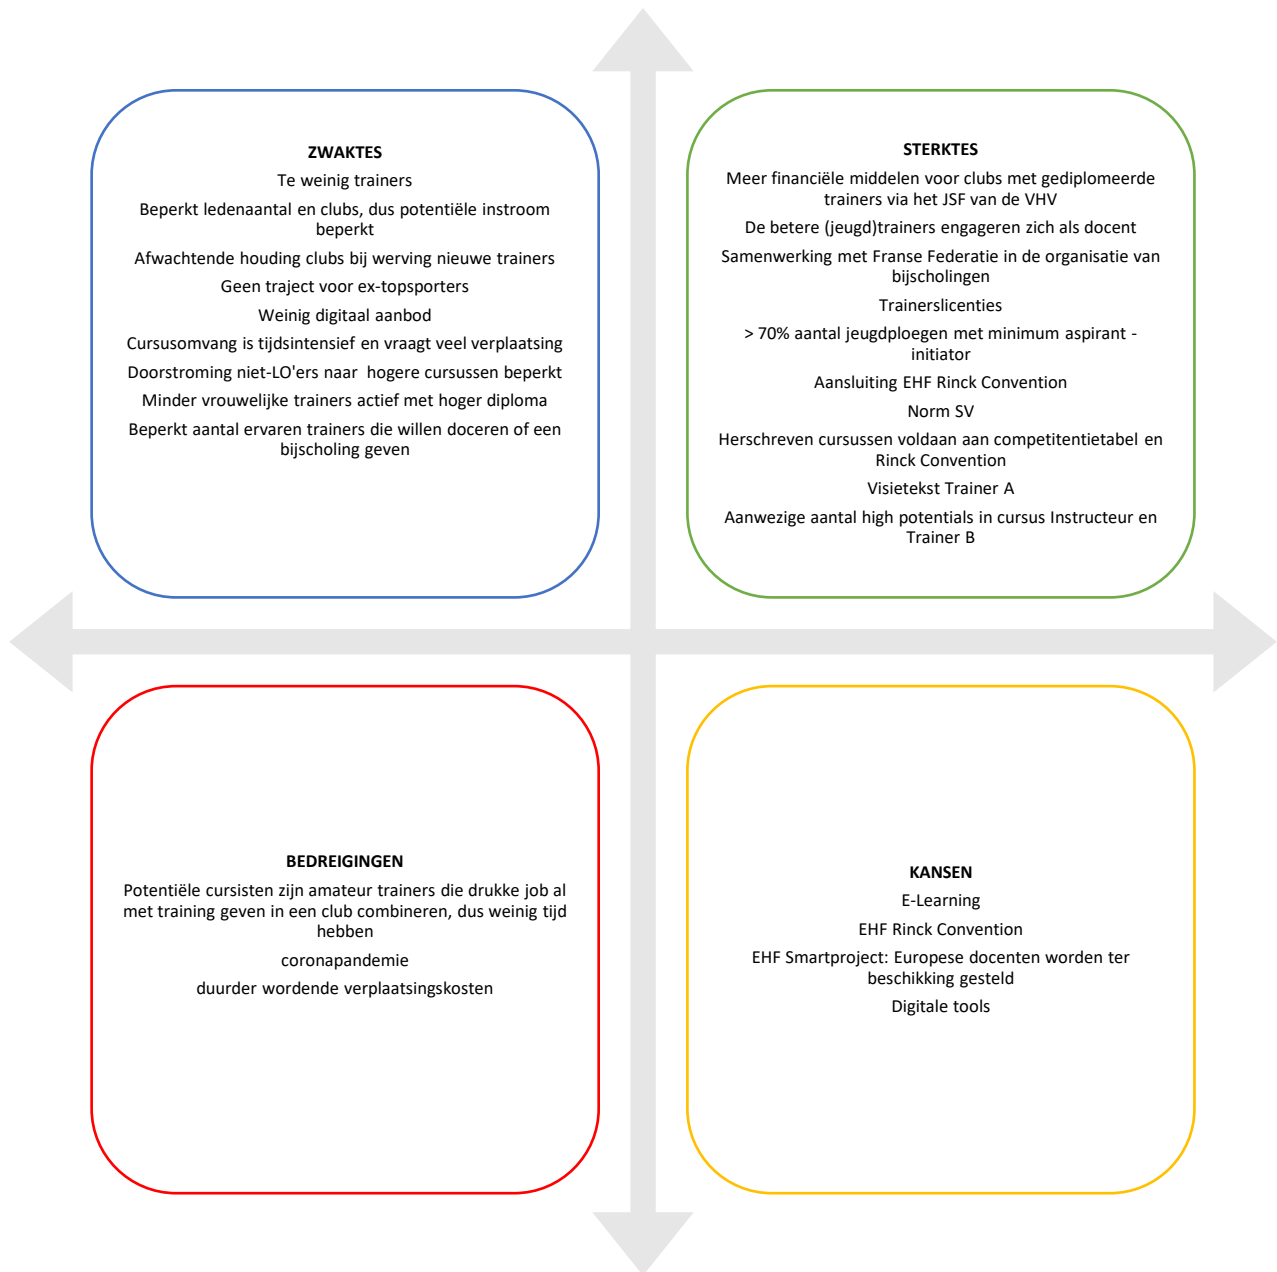 ZWAKTES
Te weinig trainers
Beperkt ledenaantal en clubs, dus potentiële instroom
beperkt
Afwachtende houding clubs bij werving nieuwe trainers
Geen traject voor ex-topsporters
Weinig digitaal aanbod
Cursusomvang is tijdsintensief en vraagt veel verplaatsing
Doorstroming niet-LO'ers naar hogere cursussen beperkt
Minder vrouwelijke trainers actief met hoger diploma
Beperkt aantal ervaren trainers die willen doceren of een
bijscholing geven
STERKTES
Meer financiële middelen voor clubs met gediplomeerde
trainers via het JSF van de VHV
De betere (jeugd)trainers engageren zich als docent
Samenwerking met Franse Federatie in de organisatie van
bijscholingen
Trainerslicenties
> 70% aantal jeugdploegen met minimum aspirant -
initiator
Aansluiting EHF Rinck Convention
Norm SV
Herschreven cursussen voldaan aan competitentietabel en
Rinck Convention
Visietekst Trainer A
Aanwezige aantal high potentials in cursus Instructeur en
Trainer B
BEDREIGINGEN
Potentiële cursisten zijn amateur trainers die drukke job al
met training geven in een club combineren, dus weinig tijd
hebben
coronapandemie
duurder wordende verplaatsingskosten
KANSEN
E-Learning
EHF Rinck Convention
EHF Smartproject: Europese docenten worden ter
beschikking gesteld
Digitale tools